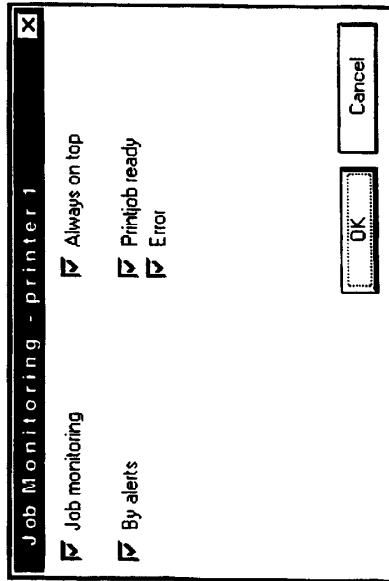 Job Monitoring - printer 1
Job monitoring
Always on top
By alerts
Printjob ready
Error
OK
Cancel